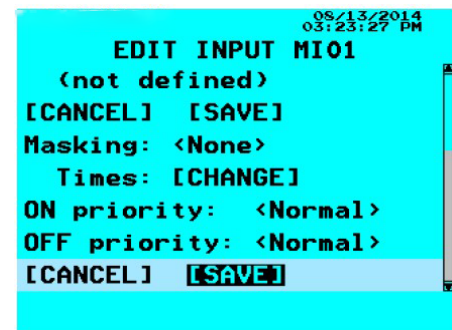 08/13/2014
03:23:27 PM
EDIT INPUT MIO1
(not defined)
[CANCEL] [SAVE]
Masking: <None>
Times: [CHANGE]
ON priority: <Normal>
OFF priority: <Normal>
[CANCEL] [SAVE]